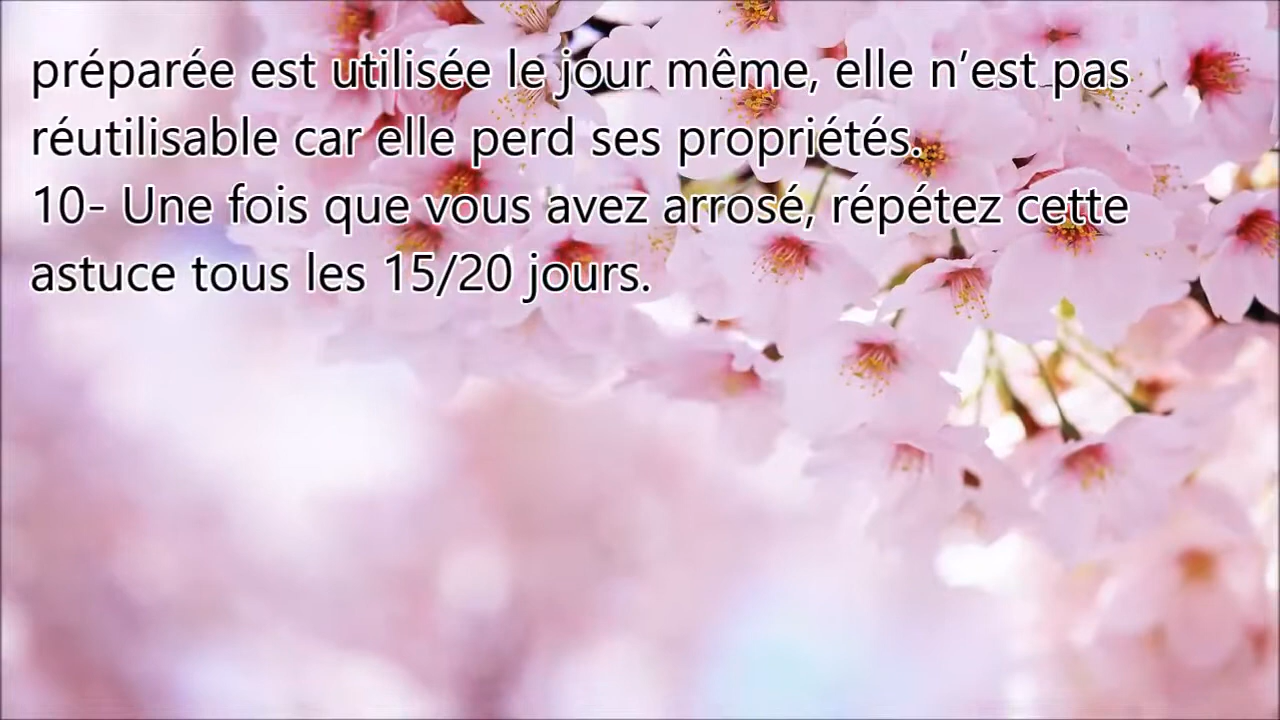 préparée est utilisée le jour même, elle n’est pas
réutilisable car elle perd ses propriétés.
10- Une fois que vous avez arrosé, répétez cette
astuce tous les 15/20 jours.